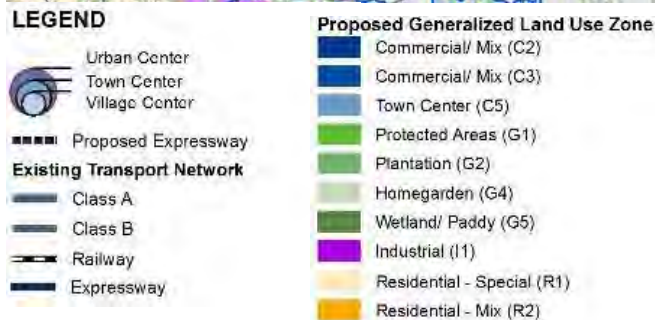 LEGEND
Urban Center
Town Center
Village Center
Proposed Expressway
Existing Transport Network
Class A
Class B
Railway
Expressway
Proposed Generalized Land Use Zone
Commercial/ Mix (C2)
Commercial/ Mix (C3)
Town Center (C5)
Protected Areas (G1)
Plantation (G2)
Homegarden (G4)
Wetland/ Paddy (G5)
Industrial (I1)
Residential - Special (R1)
Residential - Mix (R2)